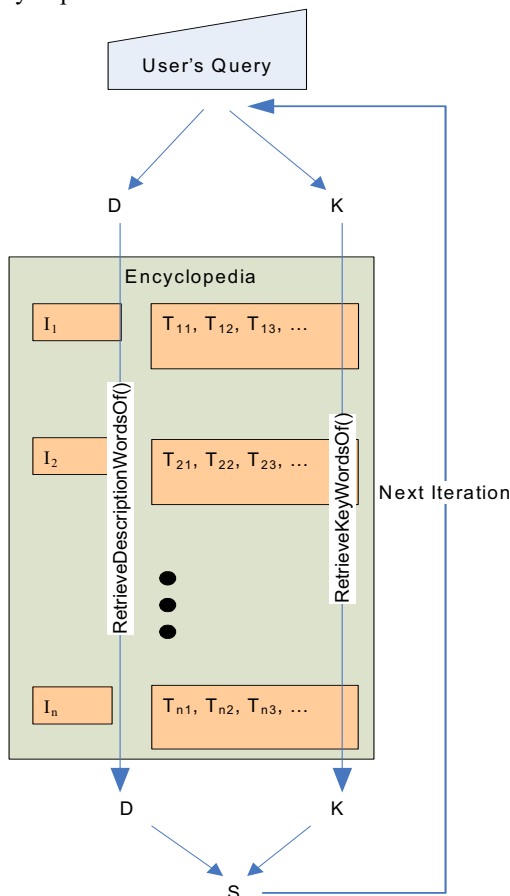 User's Query
D K
Encyclopedia
I₁ T₁₁, T₁₂, T₁₃, ...
RetrieveDescriptionWordsOf()
RetrieveKeyWordsOf()
I₂ T₂₁, T₂₂, T₂₃, ...
Next Iteration
Iₙ Tₙ₁, Tₙ₂, Tₙ₃, ...
D K
S